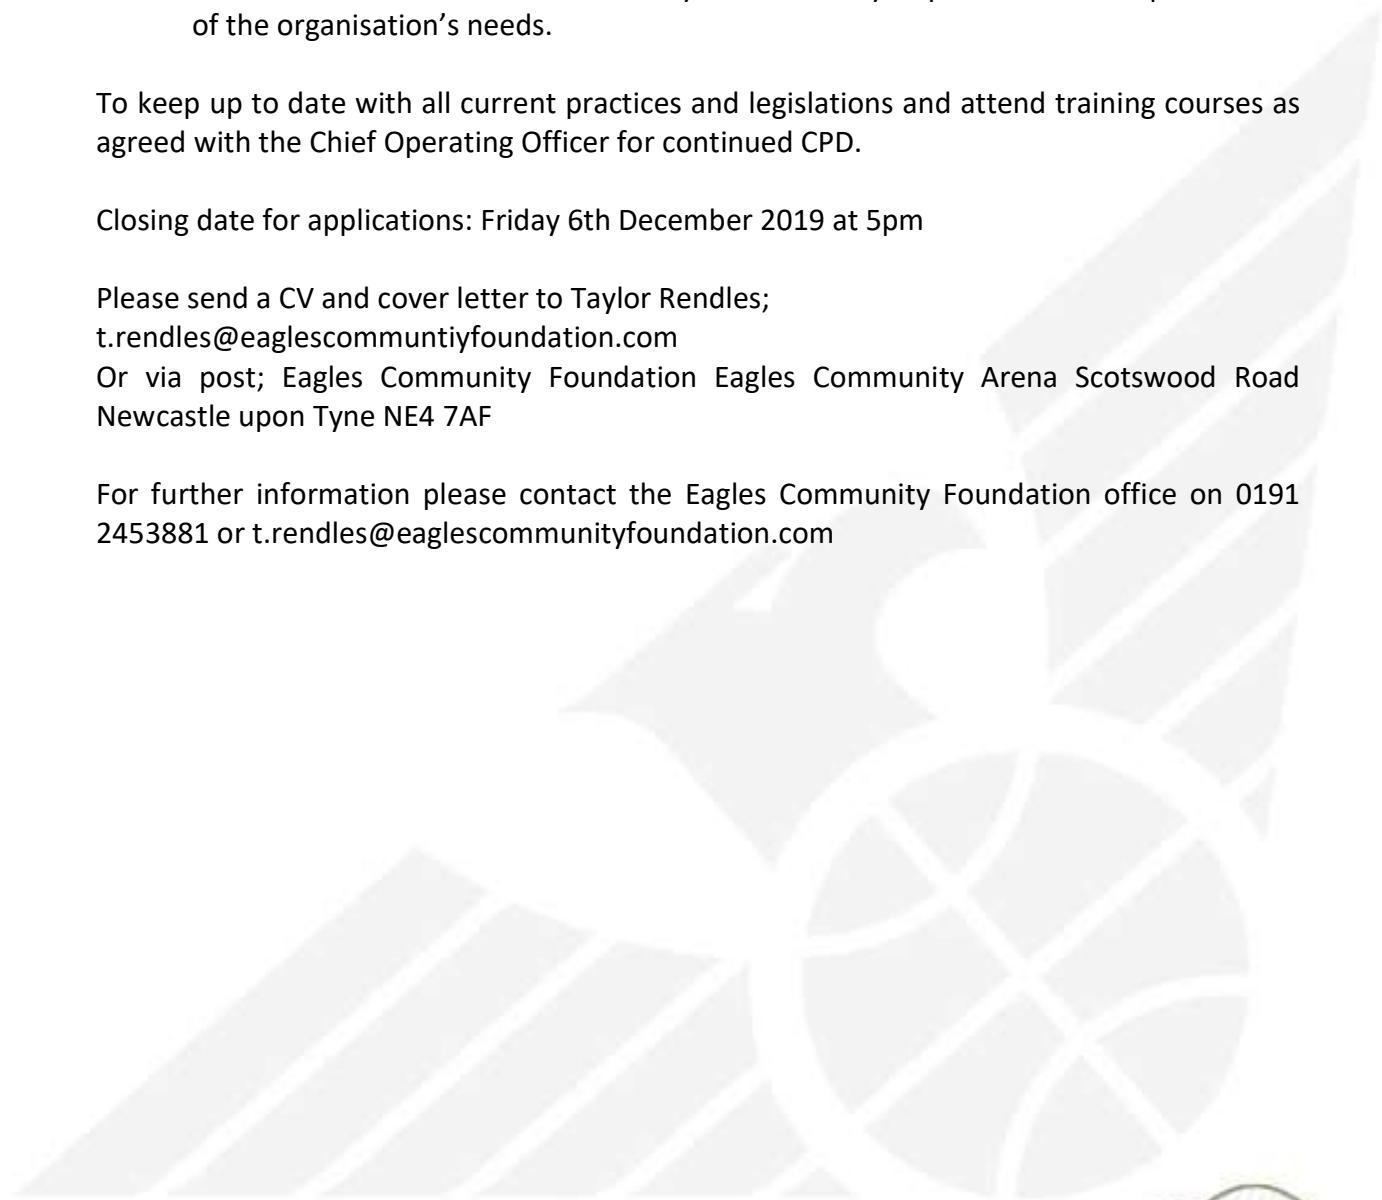 of the organisation’s needs.
To keep up to date with all current practices and legislations and attend training courses as
agreed with the Chief Operating Officer for continued CPD.
Closing date for applications: Friday 6th December 2019 at 5pm
Please send a CV and cover letter to Taylor Rendles;
t.rendles@eaglescommuntiyfoundation.com
Or via post; Eagles Community Foundation Eagles Community Arena Scotswood Road
Newcastle upon Tyne NE4 7AF
For further information please contact the Eagles Community Foundation office on 0191
2453881 or t.rendles@eaglescommunityfoundation.com